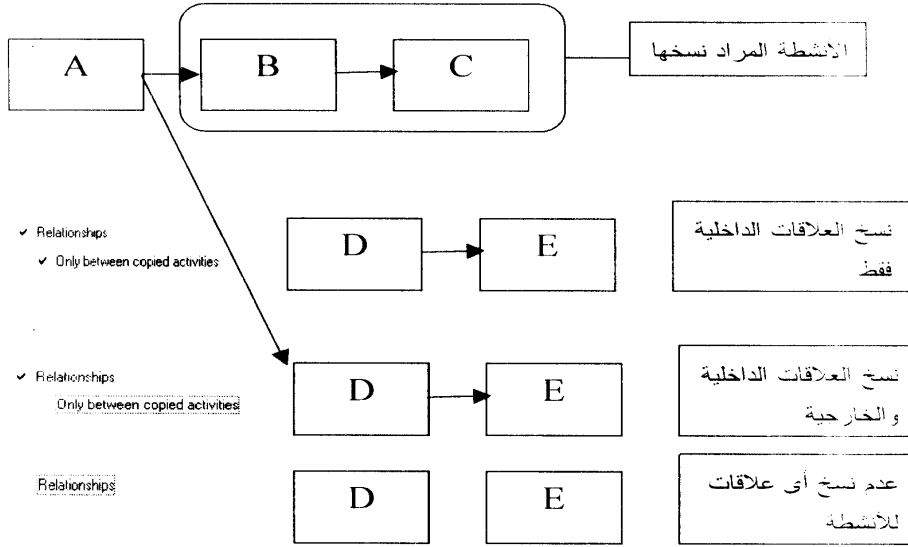 A
B
C
الأنشطة المراد نسخها
✓ Relationships
✓ Only between copied activities
D
E
نسخ العلاقات الداخلية
فقط
✓ Relationships
Only between copied activities
D
E
نسخ العلاقات الداخلية
والخارجية
Relationships
D
E
عدم نسخ أى علاقات
للأنشطة